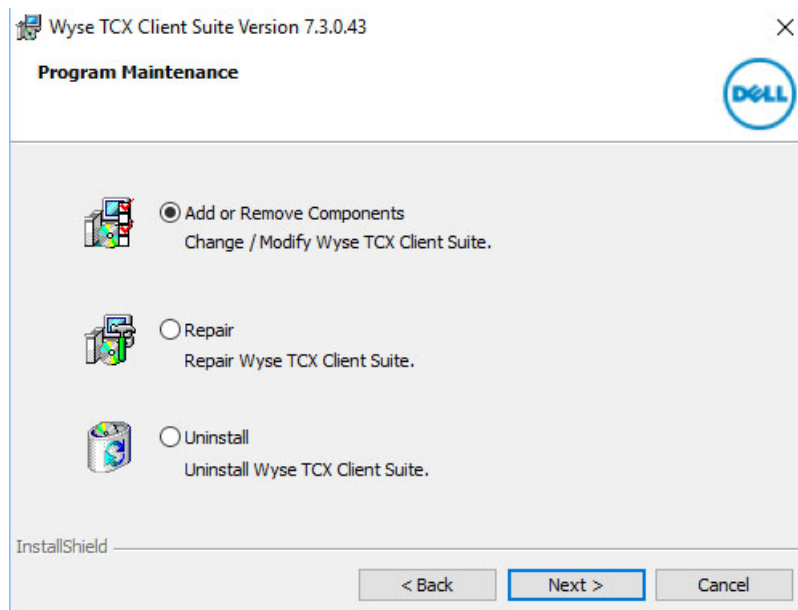 Wyse TCX Client Suite Version 7.3.0.43
Program Maintenance
DELL
Add or Remove Components
Change / Modify Wyse TCX Client Suite.
Repair
Repair Wyse TCX Client Suite.
Uninstall
Uninstall Wyse TCX Client Suite.
InstallShield
< Back Next > Cancel